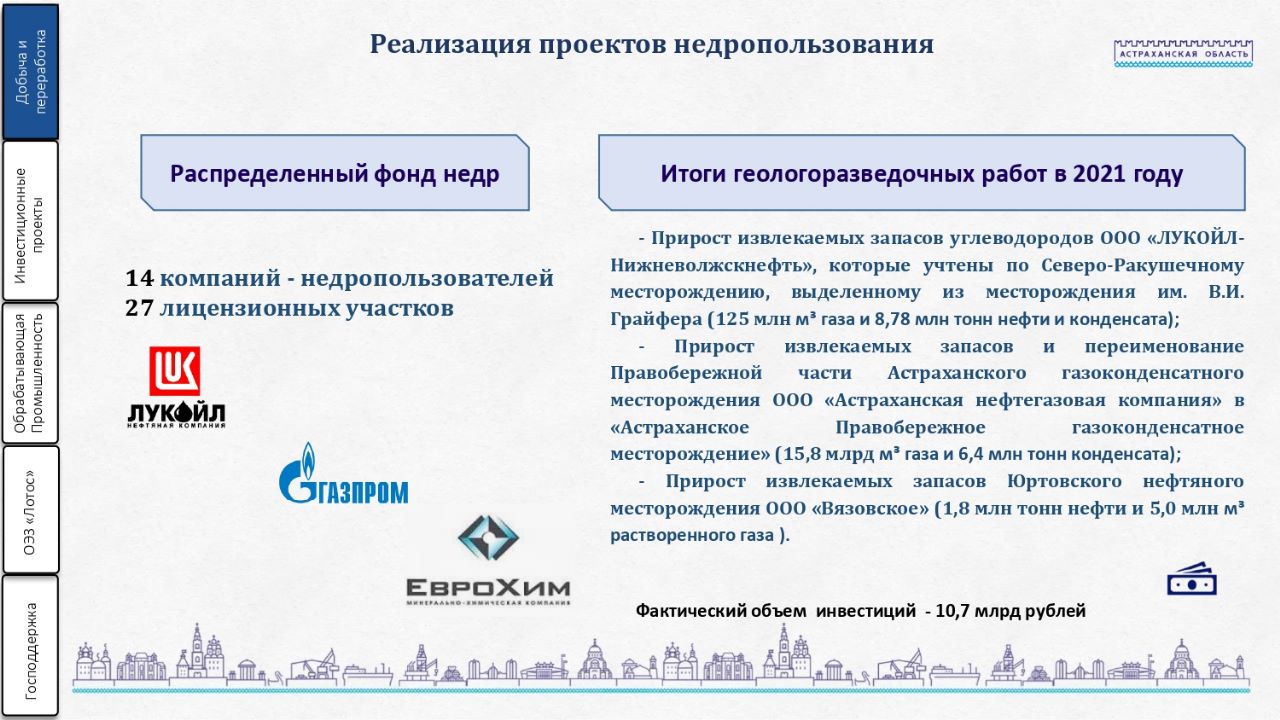 Добыча и
переработка
Инвестиционные
проекты
Обрабатывающая
Промышленность
ОЭЗ «Лотос»
Господдержка
Реализация проектов недропользования
АСТРАХАНСКАЯ ОБЛАСТЬ
Распределенный фонд недр
14 компаний - недропользователей
27 лицензионных участков
ЛУКОЙЛ
НЕФТЯНАЯ КОМПАНИЯ
ГАЗПРОМ
ЕвроХим
МИНЕРАЛЬНО-ХИМИЧЕСКАЯ КОМПАНИЯ
Итоги геологоразведочных работ в 2021 году
- Прирост извлекаемых запасов углеводородов ООО «ЛУКОЙЛ-
Нижневолжскнефть», которые учтены по Северо-Ракушечному
месторождению, выделенному из месторождения им. В.И.
Грайфера (125 млн м³ газа и 8,78 млн тонн нефти и конденсата);
- Прирост извлекаемых запасов и переименование
Правобережной части Астраханского газоконденсатного
месторождения ООО «Астраханская нефтегазовая компания» в
«Астраханское Правобережное газоконденсатное
месторождение» (15,8 млрд м³ газа и 6,4 млн тонн конденсата);
- Прирост извлекаемых запасов Юртовского нефтяного
месторождения ООО «Вязовское» (1,8 млн тонн нефти и 5,0 млн м³
растворенного газа ).
Фактический объем инвестиций - 10,7 млрд рублей